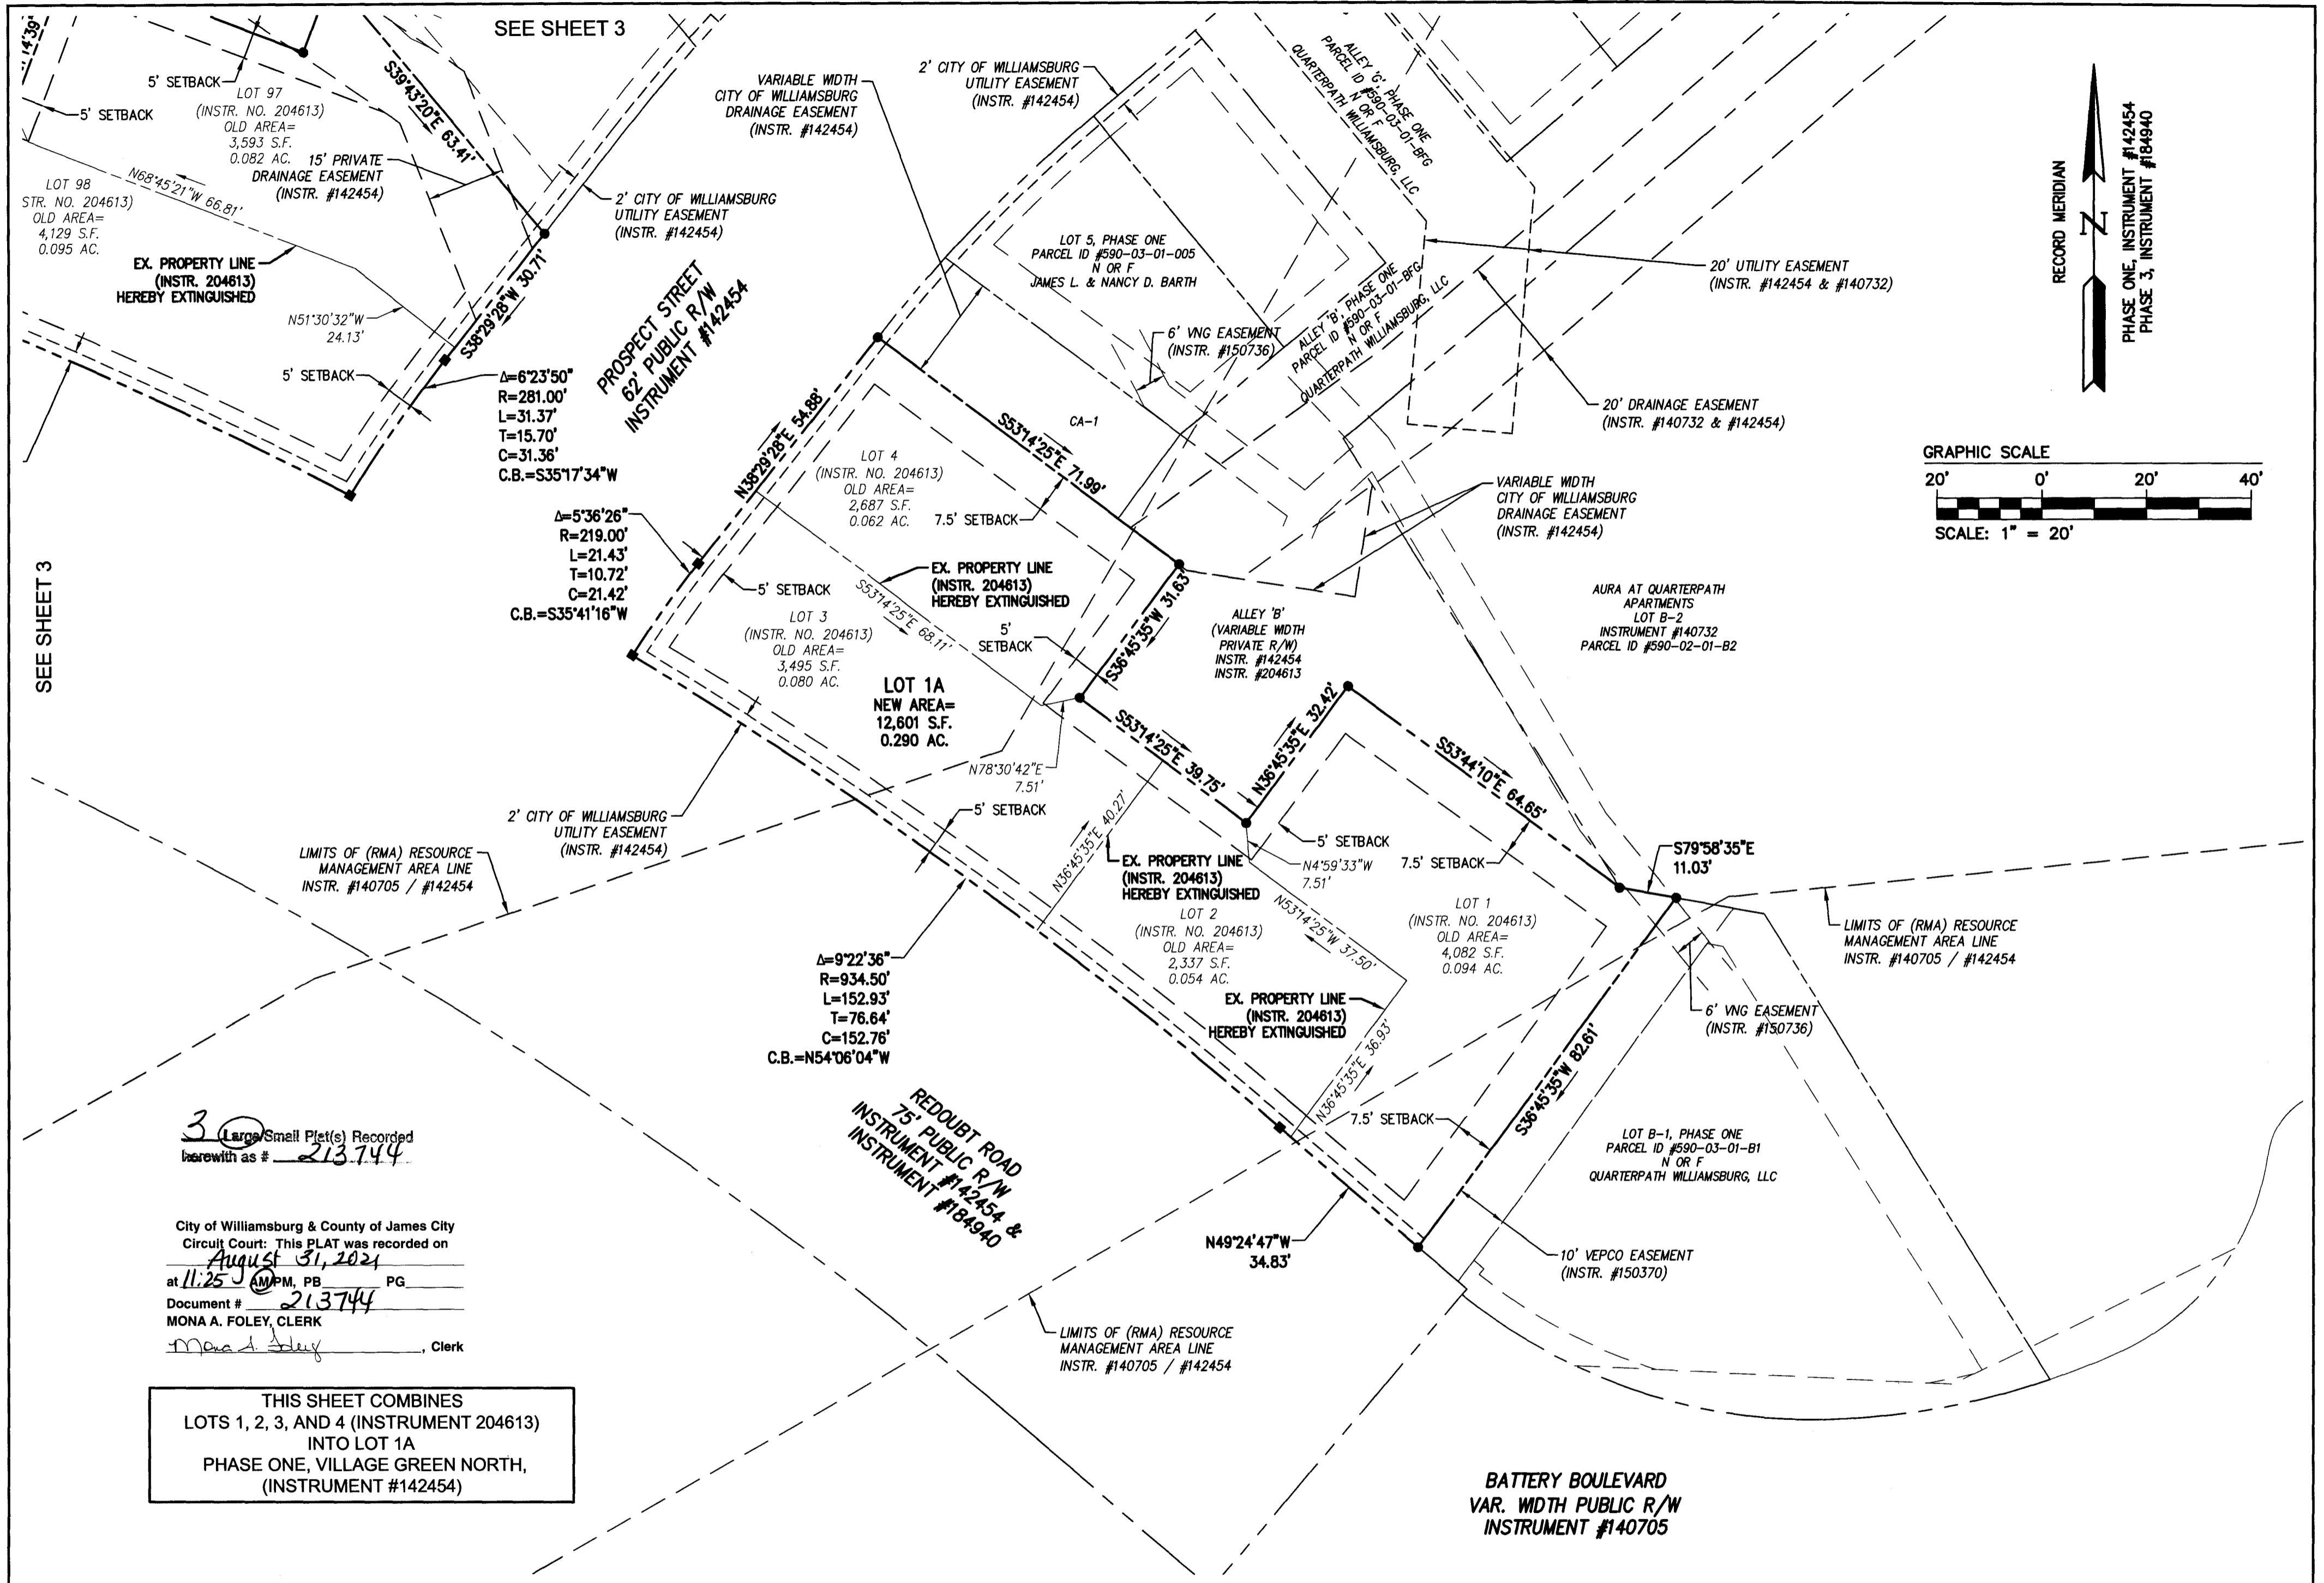 SEE SHEET 3
14'39"
5' SETBACK
5' SETBACK
LOT 97
(INSTR. NO. 204613)
OLD AREA=
3,593 S.F.
0.082 AC.
S39°43'20"E 63.41'
15' PRIVATE
DRAINAGE EASEMENT
(INSTR. #142454)
LOT 98
STR. NO. 204613)
OLD AREA=
4,129 S.F.
0.095 AC.
N68°45'21"W 66.81'
EX. PROPERTY LINE
(INSTR. 204613)
HEREBY EXTINGUISHED
N51°30'32"W
24.13'
S38°29'28"W 30.71'
5' SETBACK
2' CITY OF WILLIAMSBURG
UTILITY EASEMENT
(INSTR. #142454)
Δ=6°23'50"
R=281.00'
L=31.37'
T=15.70'
C=31.36'
C.B.=S35°17'34"W
PROSPECT STREET
62' PUBLIC R/W
INSTRUMENT #142454
VARIABLE WIDTH
CITY OF WILLIAMSBURG
DRAINAGE EASEMENT
(INSTR. #142454)
2' CITY OF WILLIAMSBURG
UTILITY EASEMENT
(INSTR. #142454)
ALLEY 'G', PHASE ONE
PARCEL ID #590-03-01-BFG
N OR F
QUARTERPATH WILLIAMSBURG, LLC
LOT 5, PHASE ONE
PARCEL ID #590-03-01-005
N OR F
JAMES L. & NANCY D. BARTH
ALLEY 'B', PHASE ONE
PARCEL ID #590-03-01-BFG
N OR F
QUARTERPATH WILLIAMSBURG, LLC
6' VNG EASEMENT
(INSTR. #150736)
20' UTILITY EASEMENT
(INSTR. #142454 & #140732)
20' DRAINAGE EASEMENT
(INSTR. #140732 & #142454)
RECORD MERIDIAN
N
PHASE ONE, INSTRUMENT #142454
PHASE 3, INSTRUMENT #184940
GRAPHIC SCALE
20' 0' 20' 40'
SCALE: 1" = 20'
SEE SHEET 3
Δ=5°36'26"
R=219.00'
L=21.43'
T=10.72'
C=21.42'
C.B.=S35°41'16"W
N38°29'28"E 54.88'
S53°14'25"E 71.99'
CA-1
LOT 4
(INSTR. NO. 204613)
OLD AREA=
2,687 S.F.
0.062 AC.
7.5' SETBACK
VARIABLE WIDTH
CITY OF WILLIAMSBURG
DRAINAGE EASEMENT
(INSTR. #142454)
EX. PROPERTY LINE
(INSTR. 204613)
HEREBY EXTINGUISHED
S53°14'25"E 68.11'
5' SETBACK
LOT 3
(INSTR. NO. 204613)
OLD AREA=
3,495 S.F.
0.080 AC.
5'
SETBACK
S36°45'35"W 31.63'
ALLEY 'B'
(VARIABLE WIDTH
PRIVATE R/W)
INSTR. #142454
INSTR. #204613
AURA AT QUARTERPATH
APARTMENTS
LOT B-2
INSTRUMENT #140732
PARCEL ID #590-02-01-B2
LOT 1A
NEW AREA=
12,601 S.F.
0.290 AC.
N78°30'42"E
7.51'
S53°14'25"E 39.75'
N36°45'35"E 32.42'
S53°44'10"E 64.65'
2' CITY OF WILLIAMSBURG
UTILITY EASEMENT
(INSTR. #142454)
5' SETBACK
N36°45'35"E 40.27'
5' SETBACK
7.5' SETBACK
N4°59'33"W
7.51'
S79°58'35"E
11.03'
LIMITS OF (RMA) RESOURCE
MANAGEMENT AREA LINE
INSTR. #140705 / #142454
EX. PROPERTY LINE
(INSTR. 204613)
HEREBY EXTINGUISHED
LOT 2
(INSTR. NO. 204613)
OLD AREA=
2,337 S.F.
0.054 AC.
N53°14'25"W 37.50'
LOT 1
(INSTR. NO. 204613)
OLD AREA=
4,082 S.F.
0.094 AC.
LIMITS OF (RMA) RESOURCE
MANAGEMENT AREA LINE
INSTR. #140705 / #142454
Δ=9°22'36"
R=934.50'
L=152.93'
T=76.64'
C=152.76'
C.B.=N54°06'04"W
EX. PROPERTY LINE
(INSTR. 204613)
HEREBY EXTINGUISHED
N36°45'35"E 36.93'
6' VNG EASEMENT
(INSTR. #150736)
S36°45'35"W 82.61'
7.5' SETBACK
REDOUBT ROAD
75' PUBLIC R/W
INSTRUMENT #142454 &
INSTRUMENT #184940
LOT B-1, PHASE ONE
PARCEL ID #590-03-01-B1
N OR F
QUARTERPATH WILLIAMSBURG, LLC
N49°24'47"W
34.83'
10' VEPCO EASEMENT
(INSTR. #150370)
LIMITS OF (RMA) RESOURCE
MANAGEMENT AREA LINE
INSTR. #140705 / #142454
3 Large/Small Plat(s) Recorded
herewith as # 213744
City of Williamsburg & County of James City
Circuit Court: This PLAT was recorded on
August 31, 2021
at 11:25 AM/PM, PB PG
Document # 213744
MONA A. FOLEY, CLERK
Mona A. Foley, Clerk
THIS SHEET COMBINES
LOTS 1, 2, 3, AND 4 (INSTRUMENT 204613)
INTO LOT 1A
PHASE ONE, VILLAGE GREEN NORTH,
(INSTRUMENT #142454)
BATTERY BOULEVARD
VAR. WIDTH PUBLIC R/W
INSTRUMENT #140705